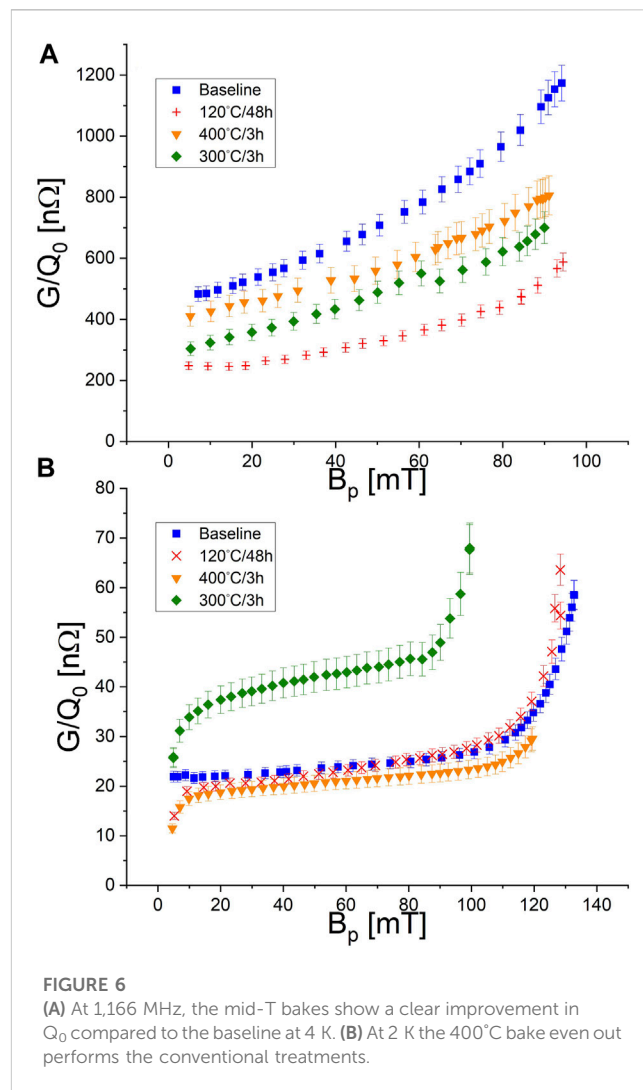 A
1200
1000
800
600
400
200
0
G/Q₀ [nΩ]
Baseline
120°C/48h
400°C/3h
300°C/3h
0 20 40 60 80 100
Bₚ [mT]
B
80
70
60
50
40
30
20
10
0
G/Q₀ [nΩ]
Baseline
120°C/48h
400°C/3h
300°C/3h
0 20 40 60 80 100 120 140
Bₚ [mT]
FIGURE 6
(A) At 1,166 MHz, the mid-T bakes show a clear improvement in
Q₀ compared to the baseline at 4 K. (B) At 2 K the 400°C bake even out
performs the conventional treatments.